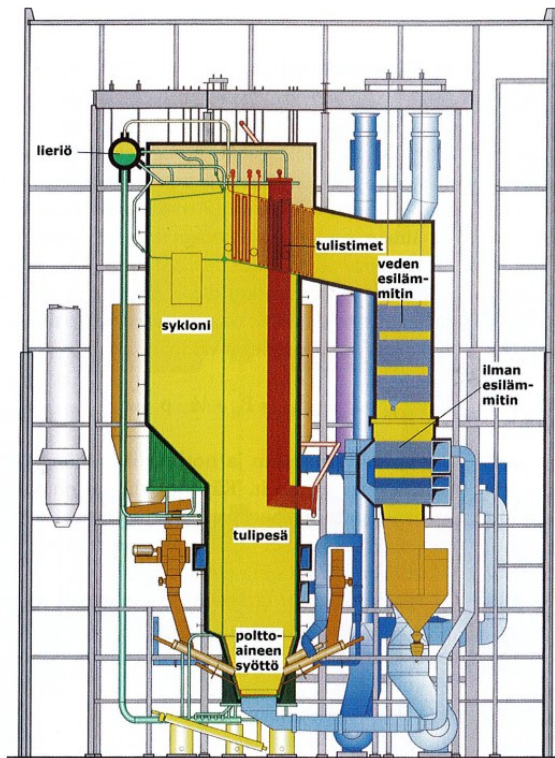 lieriö
tulistimet
veden
esiläm-
mitin
sykloni
ilman
esiläm-
mitin
tulipesä
poltto-
aineen
syöttö